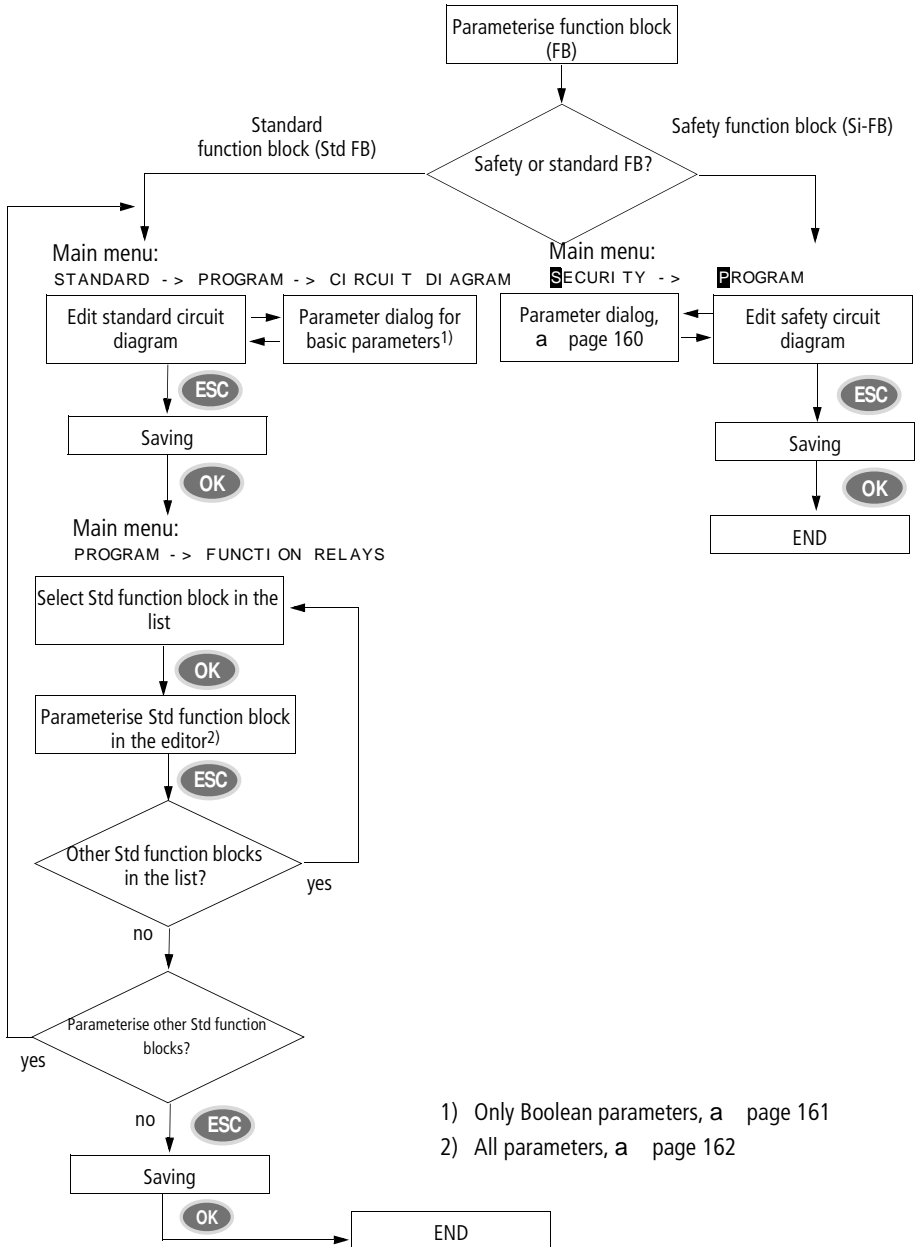 Parameterise function block
(FB)
Standard
function block (Std FB)
Safety function block (Si-FB)
Safety or standard FB?
Main menu:
STANDARD -> PROGRAM -> CIRCUIT DIAGRAM
Main menu:
SECURITY -> PROGRAM
Edit standard circuit
diagram
Parameter dialog for
basic parameters1)
Parameter dialog,
a page 160
Edit safety circuit
diagram
ESC
ESC
Saving
Saving
OK
OK
Main menu:
PROGRAM -> FUNCTION RELAYS
END
Select Std function block in the
list
OK
Parameterise Std function block
in the editor2)
ESC
Other Std function blocks
in the list?
yes
no
Parameterise other Std function
blocks?
yes
no
ESC
1) Only Boolean parameters, a page 161
2) All parameters, a page 162
Saving
OK
END